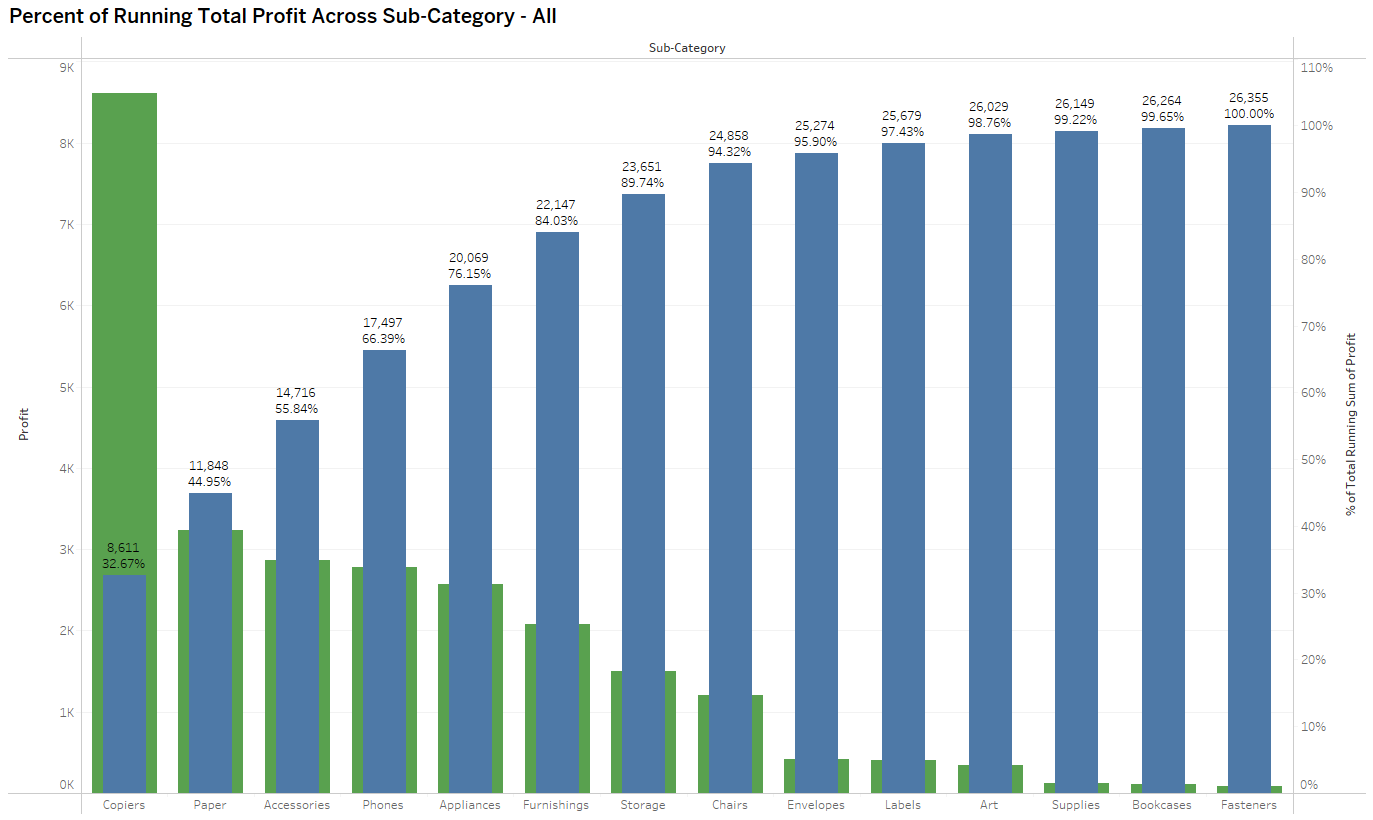 Percent of Running Total Profit Across Sub-Category - All
Sub-Category
9K
8K
7K
6K
5K
4K
3K
2K
1K
0K
Profit
8,611
32.67%
11,848
44.95%
14,716
55.84%
17,497
66.39%
20,069
76.15%
22,147
84.03%
23,651
89.74%
24,858
94.32%
25,274
95.90%
25,679
97.43%
26,029
98.76%
26,149
99.22%
26,264
99.65%
26,355
100.00%
110%
100%
90%
80%
70%
60%
50%
40%
30%
20%
10%
0%
% of Total Running Sum of Profit
Copiers
Paper
Accessories
Phones
Appliances
Furnishings
Storage
Chairs
Envelopes
Labels
Art
Supplies
Bookcases
Fasteners